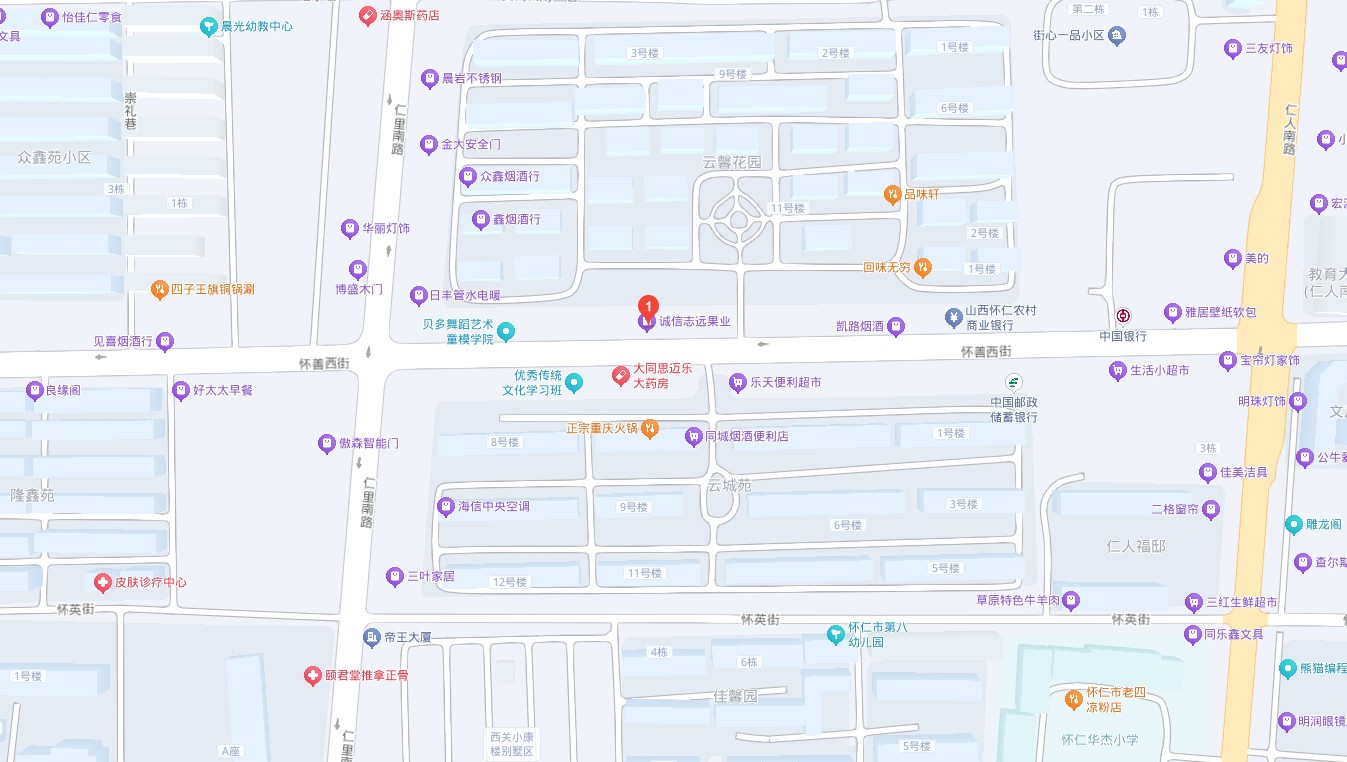 怡佳仁零食
文具
晨光幼教中心
涵奥斯药店
第二栋
1栋
街心一品小区
三友灯饰
3号楼
2号楼
1号楼
9号楼
晨岩不锈钢
6号楼
崇礼巷
仁里南路
仁人南路
金大安全门
众鑫苑小区
云馨花园
众鑫烟酒行
3栋
1栋
品味轩
11号楼
宏
小
鑫烟酒行
华丽灯饰
2号楼
美的
回味无穷
1号楼
教育大
(仁人南
四子王旗铜锅涮
博盛木门
日丰管水电暖
1
诚信志远果业
凯路烟酒
山西怀仁农村
商业银行
雅居壁纸软包
中国银行
贝多舞蹈艺术
童模学院
见喜烟酒行
怀善西街
怀善西街
宝帘灯家饰
良缘阁
好太太早餐
优秀传统
文化学习班
大同思迈乐
大药房
乐天便利超市
生活小超市
中国邮政
储蓄银行
明珠灯饰
文
傲森智能门
8号楼
正宗重庆火锅
同城烟酒便利店
1号楼
3栋
公牛
佳美洁具
隆鑫苑
仁里南路
海信中央空调
9号楼
云城苑
6号楼
3号楼
二格窗帘
雕龙阁
仁人福邸
皮肤诊疗中心
三叶家居
12号楼
11号楼
5号楼
查尔斯
草原特色牛羊肉
三红生鲜超市
怀英街
怀英街
怀英街
帝王大厦
怀仁市第八
幼儿园
同乐鑫文具
1号楼
颐君堂推拿正骨
4栋
6栋
熊猫编程
佳馨园
怀仁市老四
凉粉店
明润眼镜
A座
仁里
西关小康
楼别墅区
5号楼
怀仁华杰小学